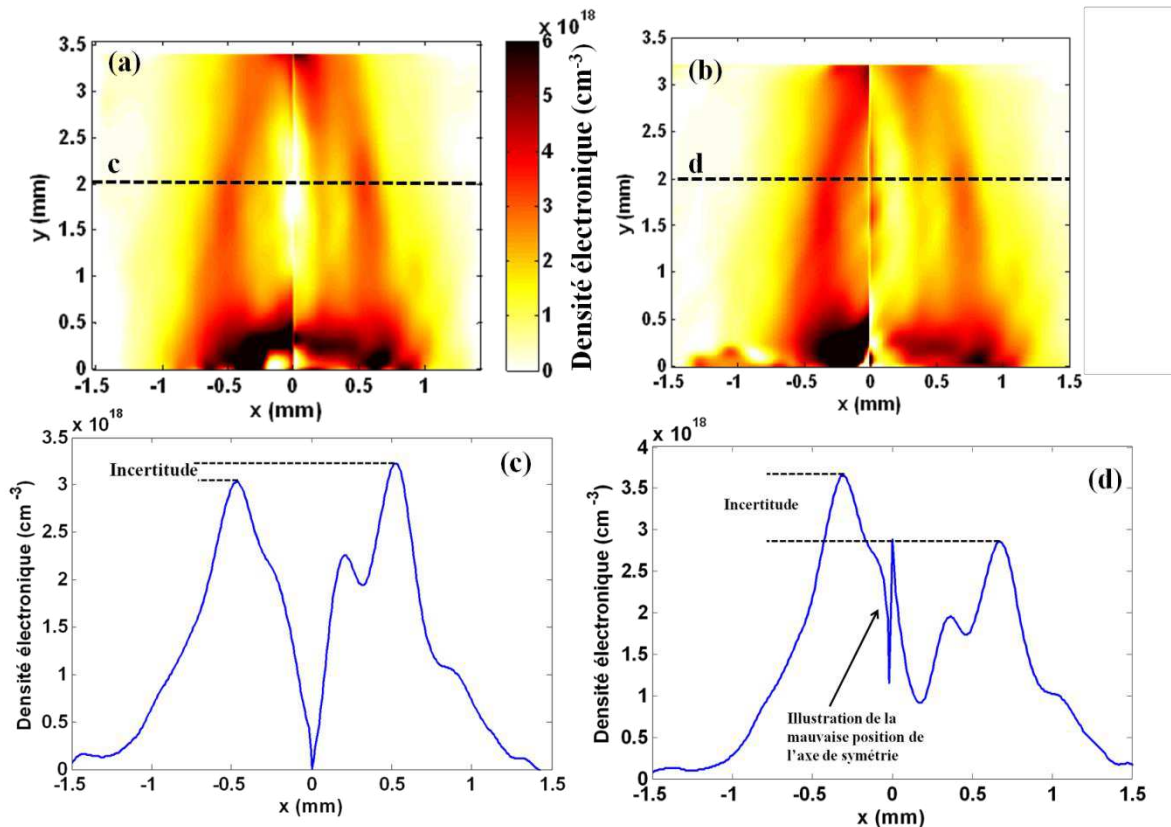 x 10¹⁸
(a)
c
3.5
3
2.5
2
1.5
1
0.5
0
y (mm)
-1.5
-1
-0.5
0
0.5
1
x (mm)
6
5
4
3
2
1
0
Densité électronique (cm⁻³)
(b)
d
3.5
3
2.5
2
1.5
1
0.5
0
y (mm)
-1.5
-1
-0.5
0
0.5
1
1.5
x (mm)
x 10¹⁸
(c)
Incertitude
3.5
3
2.5
2
1.5
1
0.5
0
Densité électronique (cm⁻³)
-1.5
-1
-0.5
0
0.5
1
1.5
x (mm)
x 10¹⁸
(d)
Incertitude
Illustration de la
mauvaise position de
l'axe de symétrie
4
3.5
3
2.5
2
1.5
1
0.5
0
Densité électronique (cm⁻³)
-1.5
-1
-0.5
0
0.5
1
1.5
x (mm)